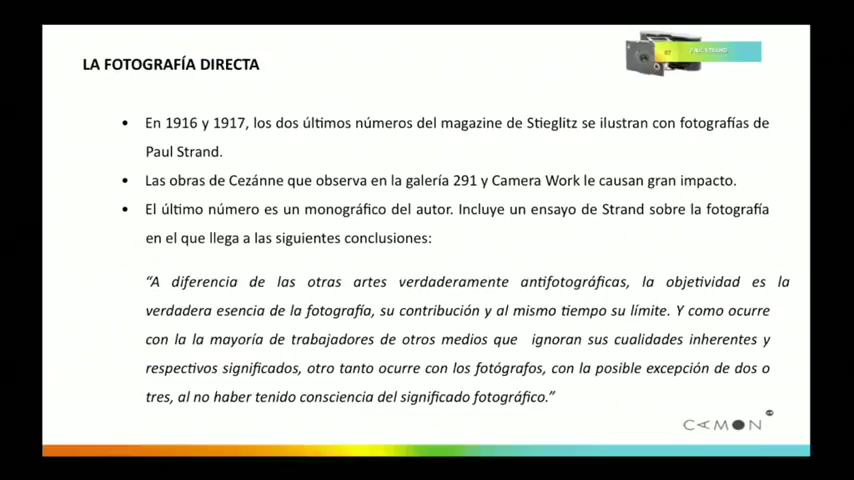 LA FOTOGRAFÍA DIRECTA
07 PAUL STRAND
• En 1916 y 1917, los dos últimos números del magazine de Stieglitz se ilustran con fotografías de
Paul Strand.
• Las obras de Cezánne que observa en la galería 291 y Camera Work le causan gran impacto.
• El último número es un monográfico del autor. Incluye un ensayo de Strand sobre la fotografía
en el que llega a las siguientes conclusiones:
“A diferencia de las otras artes verdaderamente antifotográficas, la objetividad es la
verdadera esencia de la fotografía, su contribución y al mismo tiempo su límite. Y como ocurre
con la la mayoría de trabajadores de otros medios que ignoran sus cualidades inherentes y
respectivos significados, otro tanto ocurre con los fotógrafos, con la posible excepción de dos o
tres, al no haber tenido consciencia del significado fotográfico.”
CAMON